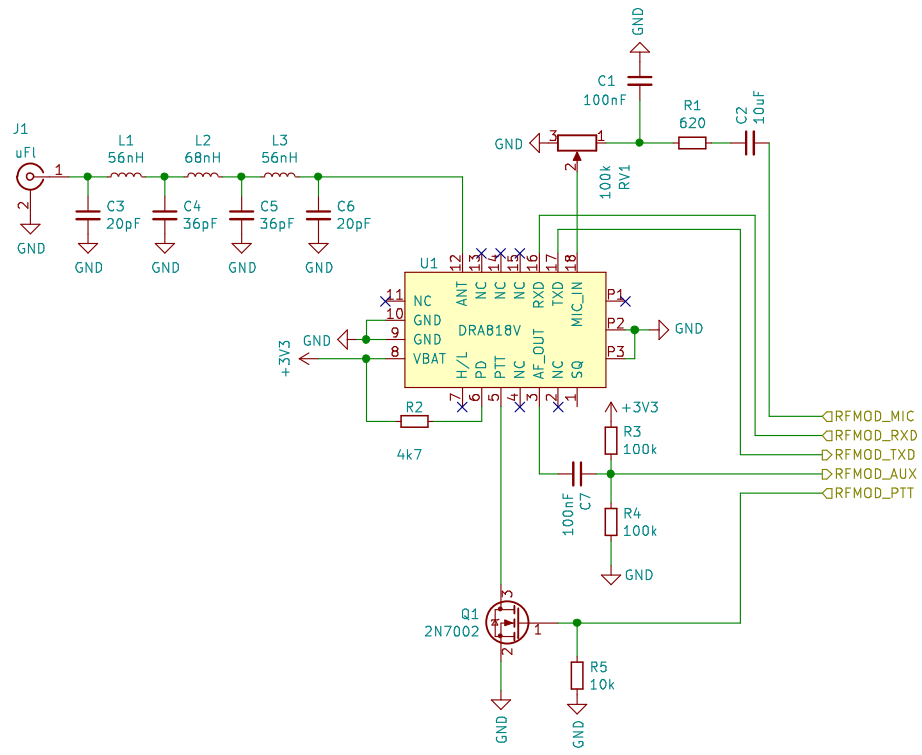 GND
C1
100nF
R1
620
C2
10uF
GND
3
1
2
100k
RV1
J1
uFl
1
2
GND
L1
56nH
L2
68nH
L3
56nH
C3
20pF
C4
36pF
C5
36pF
C6
20pF
GND
GND
GND
GND
U1
12
13
14
15
16
17
18
ANT
NC
NC
NC
RXD
TXD
MIC_IN
11
NC
10
GND
9
GND
8
VBAT
DRA818V
P1
P2
P3
GND
GND
+3V3
H/L
PD
PTT
NC
AF_OUT
NC
SQ
7
6
5
4
3
2
1
R2
4k7
+3V3
R3
100k
100nF
C7
R4
100k
GND
RFMOD_MIC
RFMOD_RXD
RFMOD_TXD
RFMOD_AUX
RFMOD_PTT
Q1
2N7002
3
1
2
R5
10k
GND
GND